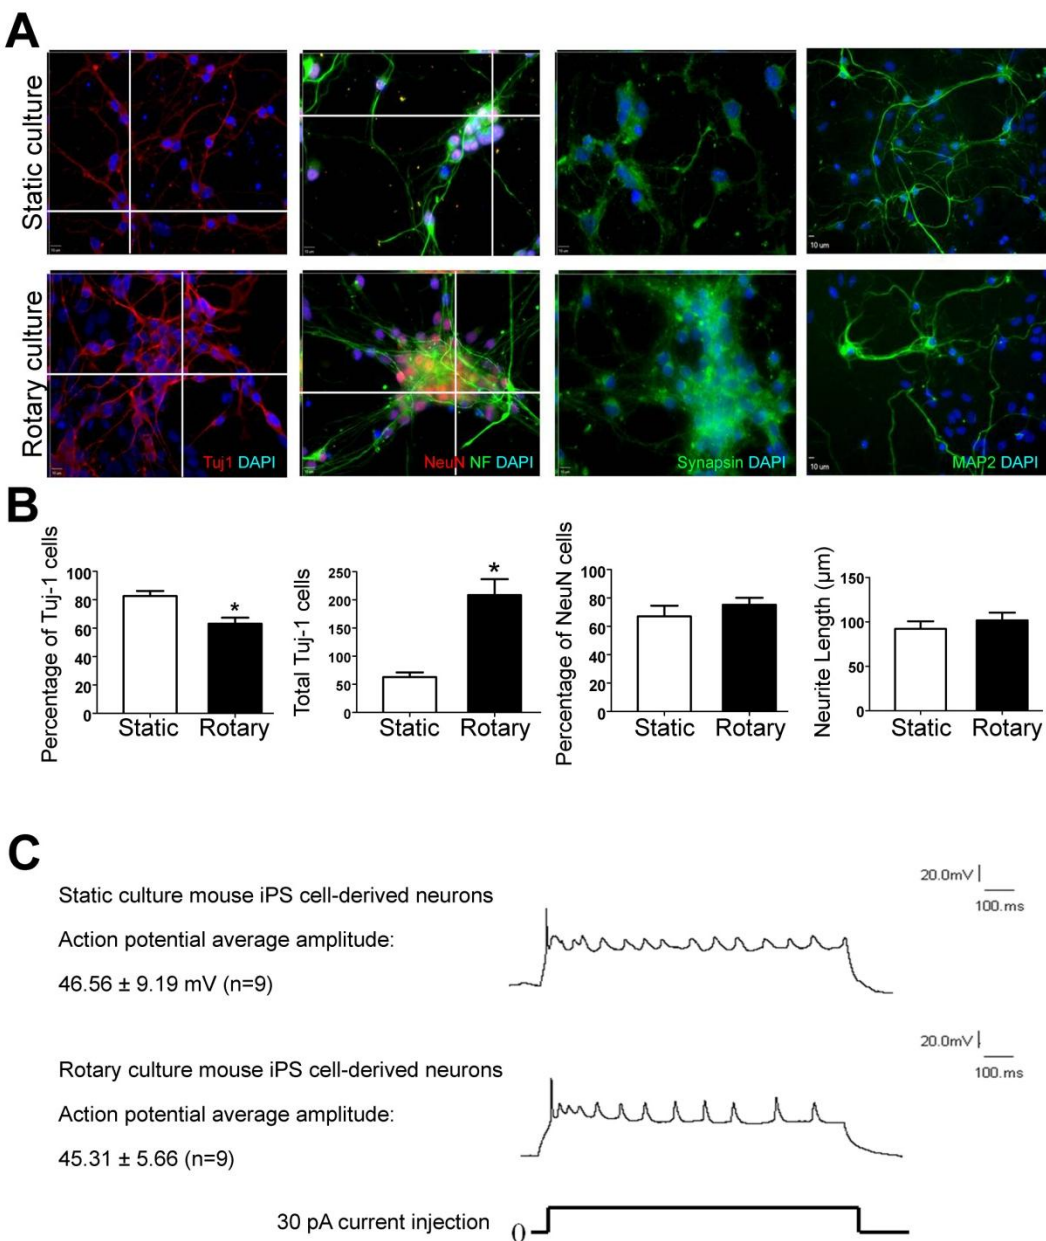 A
Static culture
Rotary culture
10 um
10 um
Tuj1 DAPI
NeuN NF DAPI
Synapsin DAPI
MAP2 DAPI
B
Percentage of Tuj-1 cells
100
80
60
40
20
0
*
Static Rotary
Total Tuj-1 cells
250
200
150
100
50
0
*
Static Rotary
Percentage of NeuN cells
100
80
60
40
20
0
Static Rotary
Neurite Length (µm)
150
100
50
0
Static Rotary
C
Static culture mouse iPS cell-derived neurons
Action potential average amplitude:
46.56 ± 9.19 mV (n=9)
20.0mV
100.ms
Rotary culture mouse iPS cell-derived neurons
Action potential average amplitude:
45.31 ± 5.66 (n=9)
20.0mV
100.ms
30 pA current injection
0